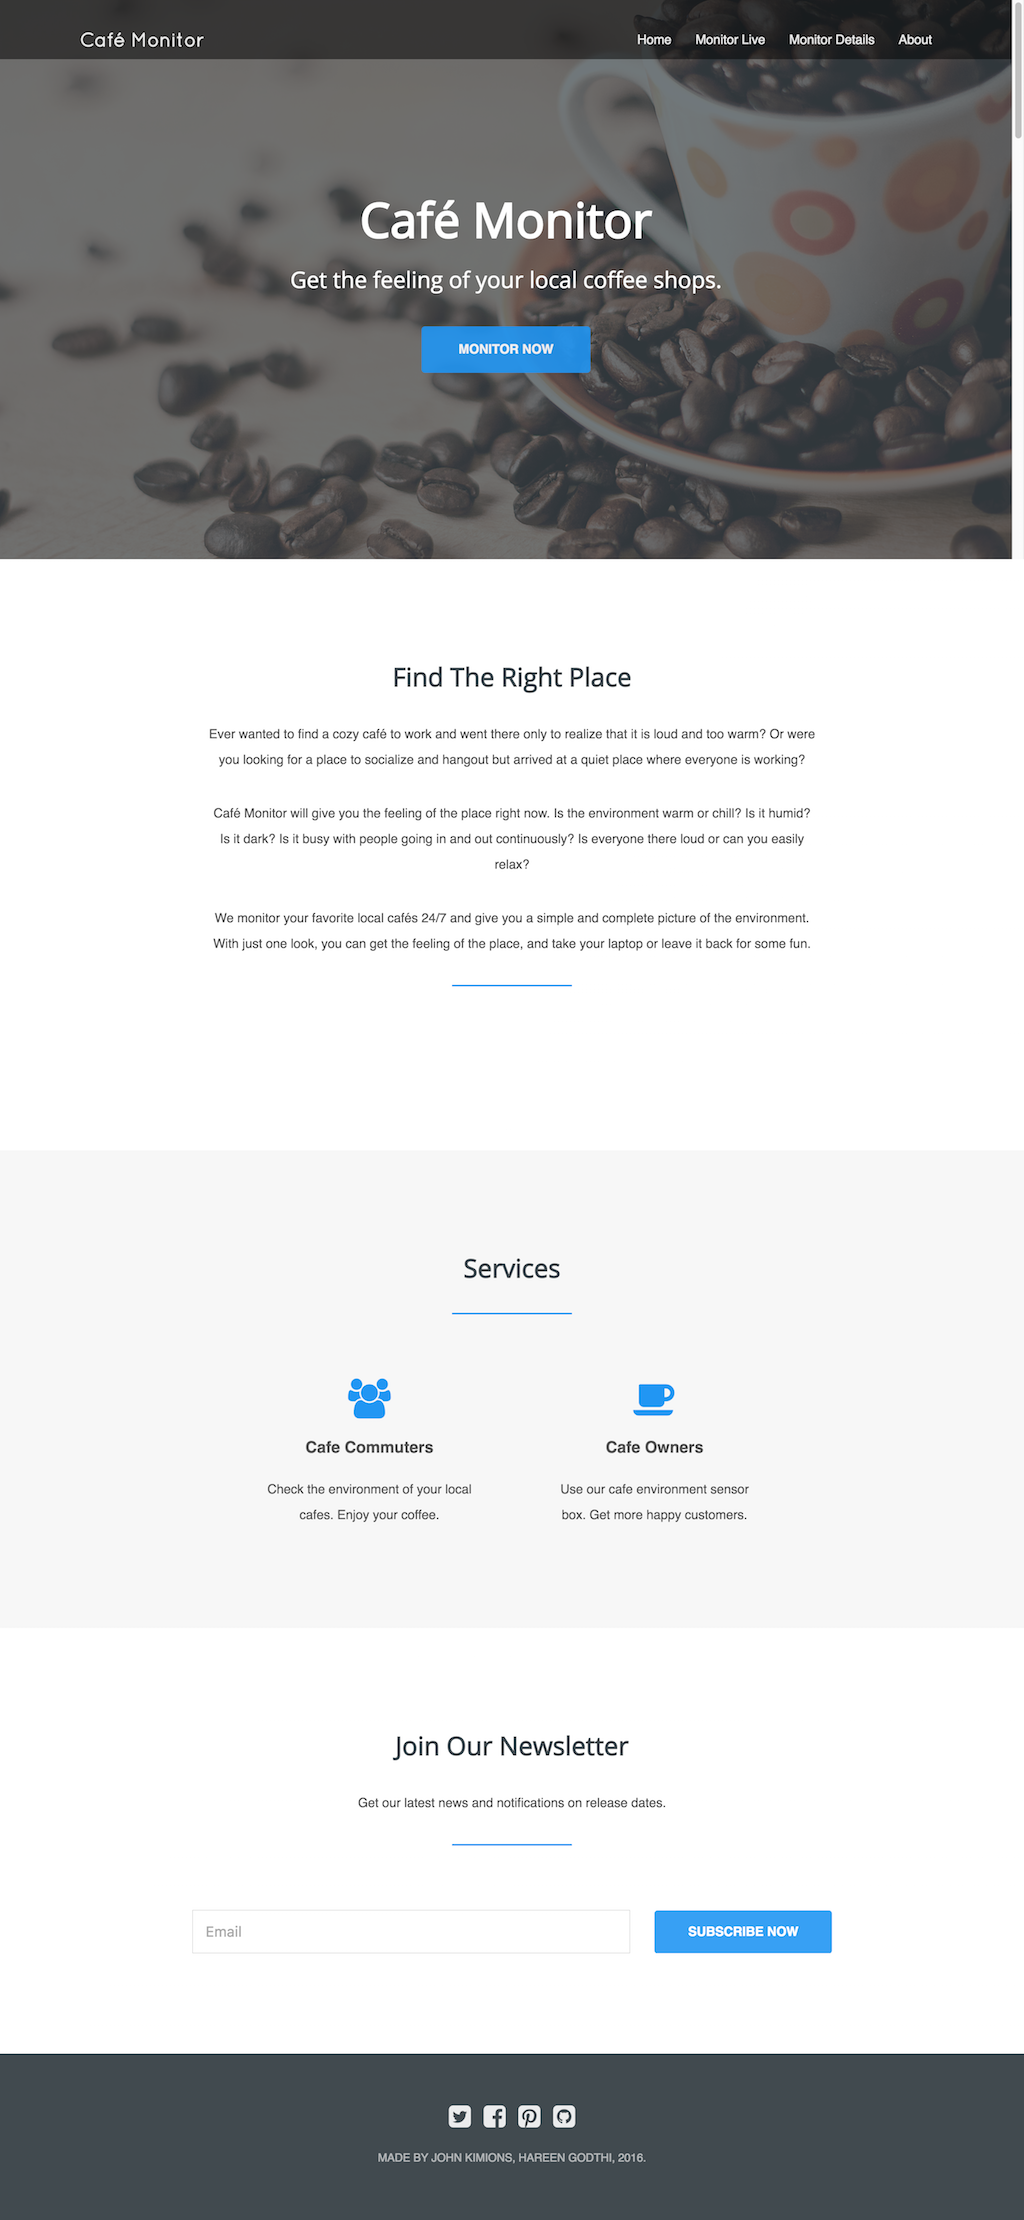 Café Monitor
Home Monitor Live Monitor Details About
Café Monitor
Get the feeling of your local coffee shops.
MONITOR NOW
Find The Right Place
Ever wanted to find a cozy café to work and went there only to realize that it is loud and too warm? Or were
you looking for a place to socialize and hangout but arrived at a quiet place where everyone is working?
Café Monitor will give you the feeling of the place right now. Is the environment warm or chill? Is it humid?
Is it dark? Is it busy with people going in and out continuously? Is everyone there loud or can you easily
relax?
We monitor your favorite local cafés 24/7 and give you a simple and complete picture of the environment.
With just one look, you can get the feeling of the place, and take your laptop or leave it back for some fun.
Services
Cafe Commuters
Check the environment of your local
cafes. Enjoy your coffee.
Cafe Owners
Use our cafe environment sensor
box. Get more happy customers.
Join Our Newsletter
Get our latest news and notifications on release dates.
Email
SUBSCRIBE NOW
MADE BY JOHN KIMIONS, HAREEN GODTHI, 2016.